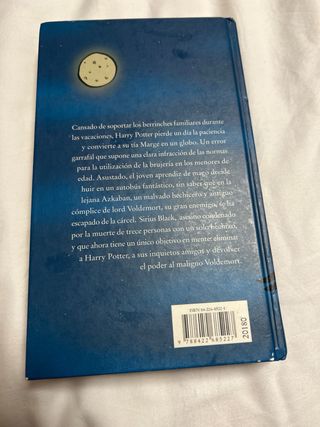 Cansado de soportar los berrinches familiares durante
las vacaciones, Harry Potter pierde un día la paciencia
y convierte a su tía Marge en un globo. Un error
garrafal que supone una clara infracción de las normas
para la utilización de la brujería en los menores de
edad. Asustado, el joven aprendiz de mago decide
huir en un autobús fantástico, sin saber que en la
lejana Azkaban, un malvado hechicero y antiguo
cómplice de lord Voldemort, su gran enemigo, se ha
escapado de la cárcel. Sirius Black, asesino condenado
por la muerte de trece personas con un solo hechizo,
y que ahora tiene un único objetivo en mente: eliminar
a Harry Potter, a sus inquietos amigos y devolver
el poder al maligno Voldemort.
20180
9 788422 685227